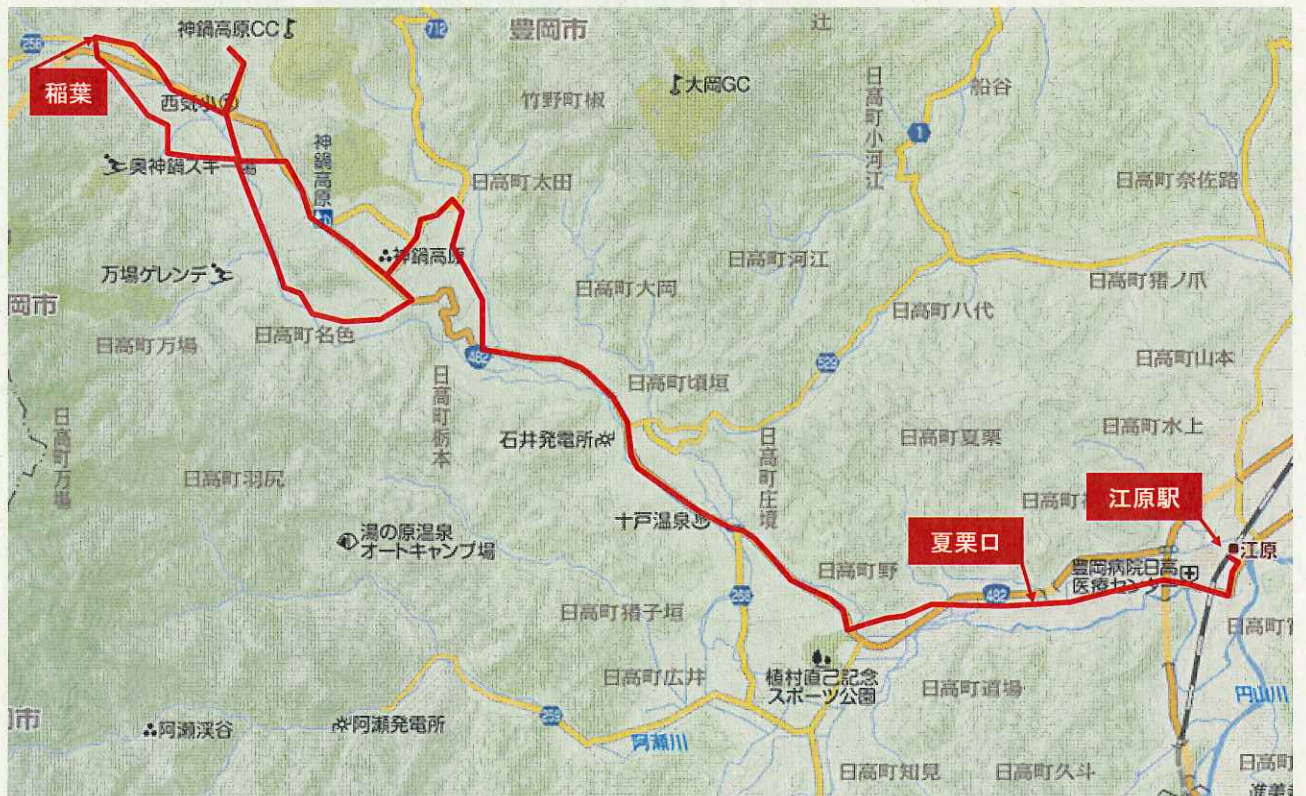 神鍋高原CC
712
豊岡市
辻
258
稲葉
大岡GC
日高町小河江
船谷
西気小
竹野町椒
1
神鍋高原
奥神鍋スキー場
日高町太田
日高町奈佐路
神鍋高原
日高町河江
万場ゲレンデ
日高町大岡
日高町猪ノ爪
岡市
日高町八代
日高町万場
日高町名色
482
529
日高町山本
日高町栃本
日高町頃垣
日高町万場
石井発電所
日高町庄境
日高町夏栗
日高町水上
日高町羽尻
江原駅
十戸温泉
夏栗口
湯の原温泉
オートキャンプ場
江原
日高町野
豊岡病院日高
医療センター
482
268
日高町猪子垣
日高町広井
植村直己記念
スポーツ公園
日高町道場
円山川
岡市
阿瀬渓谷
阿瀬発電所
259
阿瀬川
日高町知見
日高町久斗
日高町